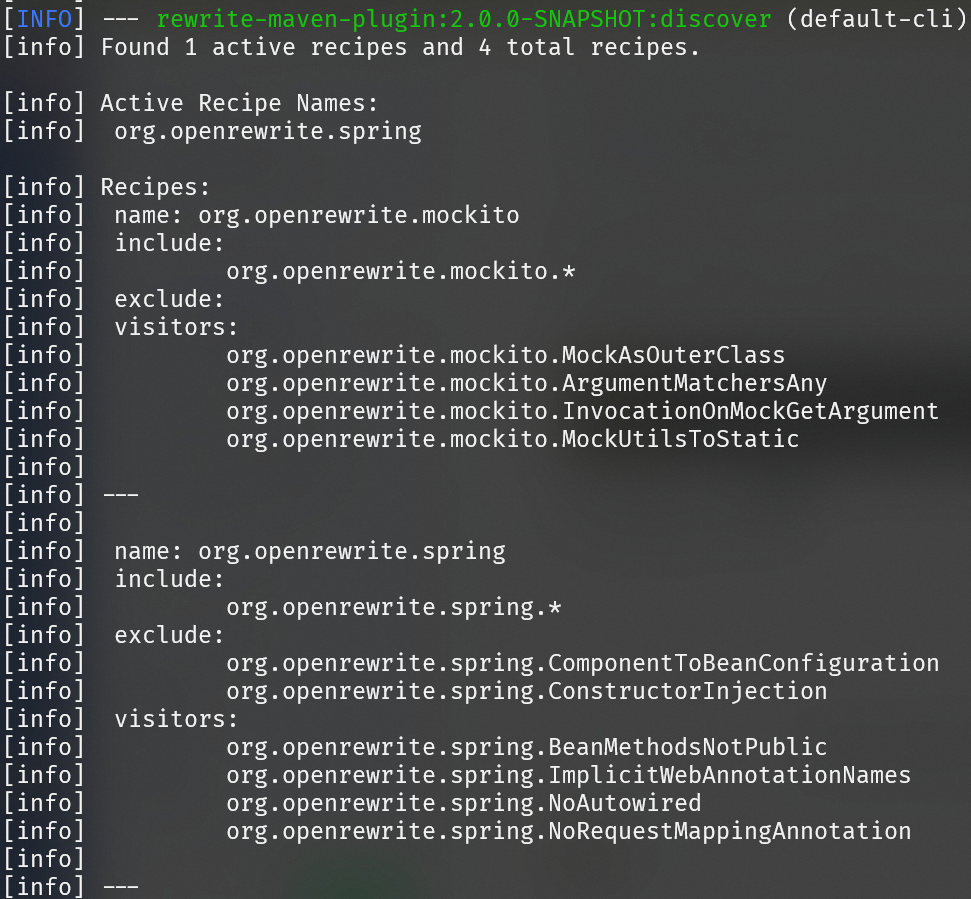 [INFO] --- rewrite-maven-plugin:2.0.0-SNAPSHOT:discover (default-cli)
[info] Found 1 active recipes and 4 total recipes.
[info] Active Recipe Names:
[info]  org.openrewrite.spring
[info] Recipes:
[info]  name: org.openrewrite.mockito
[info]  include:
[info]          org.openrewrite.mockito.*
[info]  exclude:
[info]  visitors:
[info]          org.openrewrite.mockito.MockAsOuterClass
[info]          org.openrewrite.mockito.ArgumentMatchersAny
[info]          org.openrewrite.mockito.InvocationOnMockGetArgument
[info]          org.openrewrite.mockito.MockUtilsToStatic
[info]
[info] ---
[info]
[info]  name: org.openrewrite.spring
[info]  include:
[info]          org.openrewrite.spring.*
[info]  exclude:
[info]          org.openrewrite.spring.ComponentToBeanConfiguration
[info]          org.openrewrite.spring.ConstructorInjection
[info]  visitors:
[info]          org.openrewrite.spring.BeanMethodsNotPublic
[info]          org.openrewrite.spring.ImplicitWebAnnotationNames
[info]          org.openrewrite.spring.NoAutowired
[info]          org.openrewrite.spring.NoRequestMappingAnnotation
[info]
[info] ---